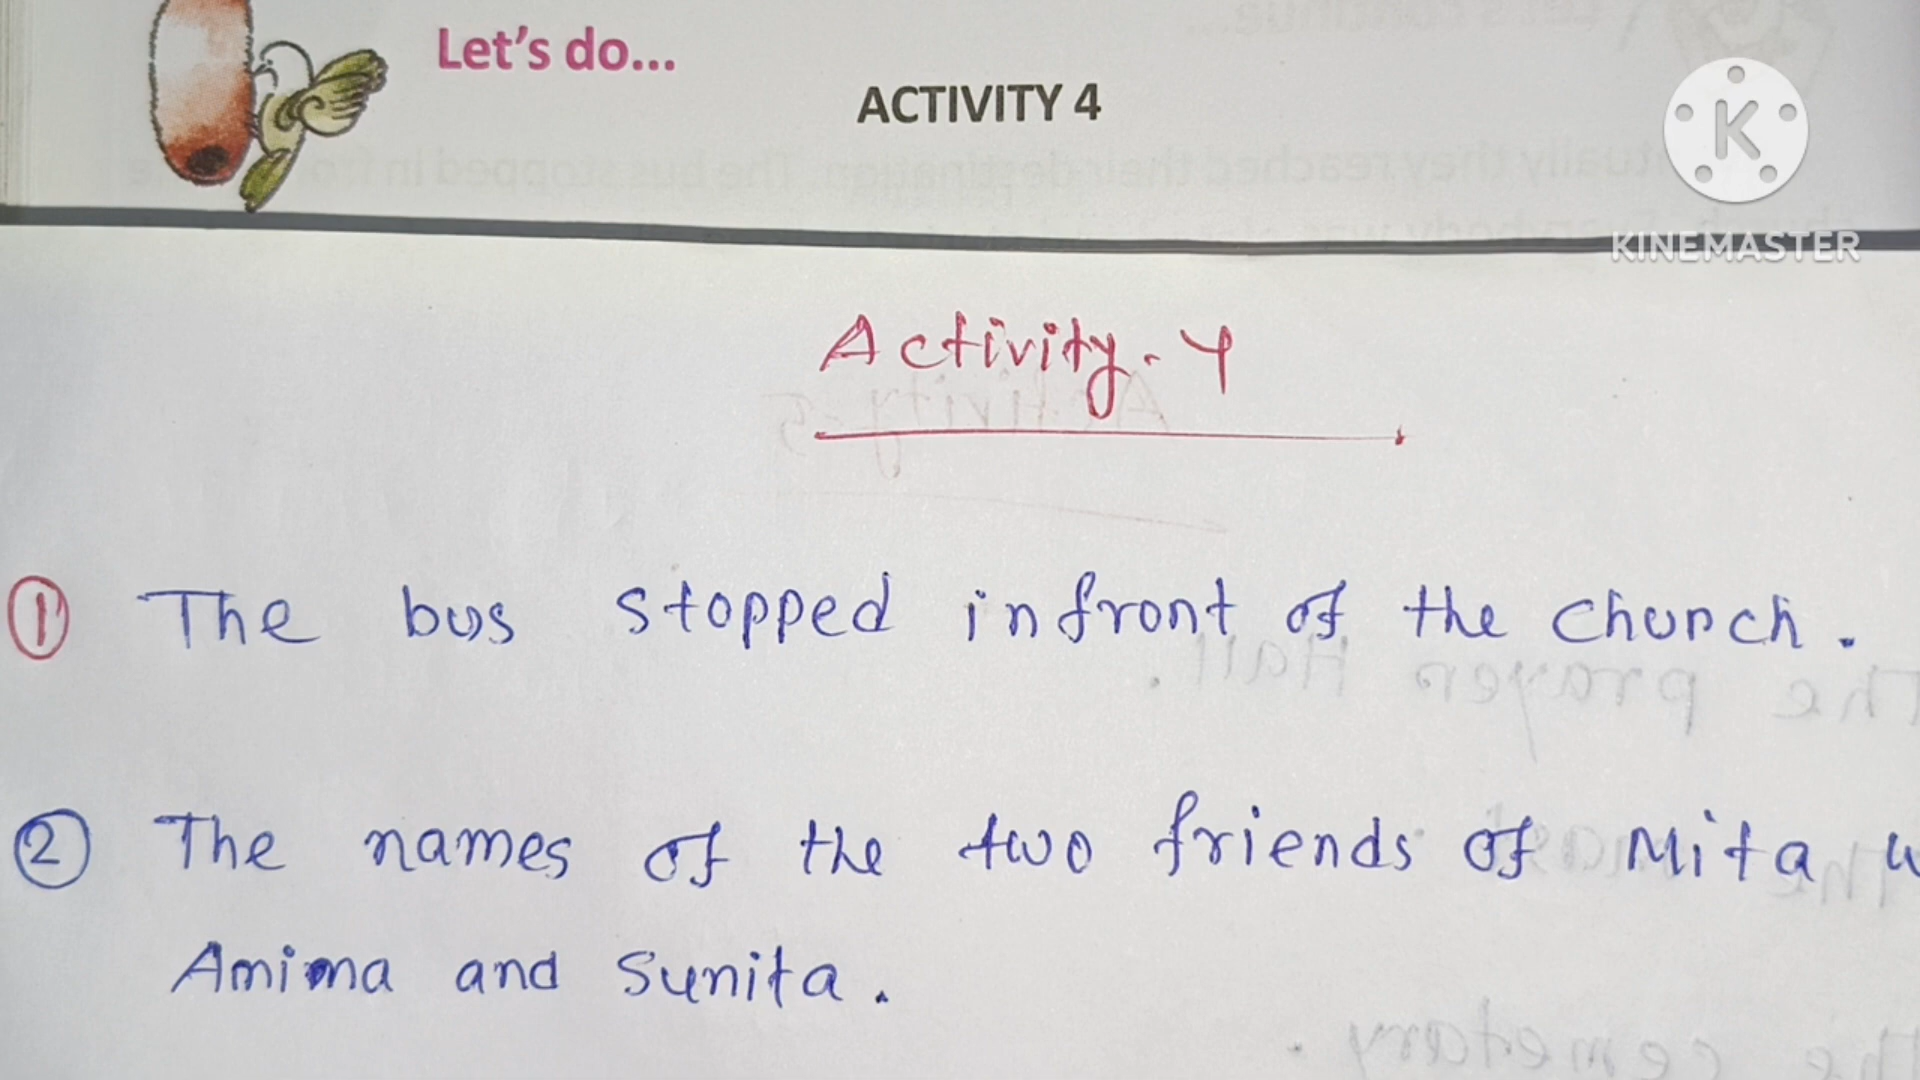 Let's do...
ACTIVITY 4
K
KINEMASTER
Activity-4
① The bus stopped infront of the church.
② The names of the two friends of Mita
Anima and Sunita.